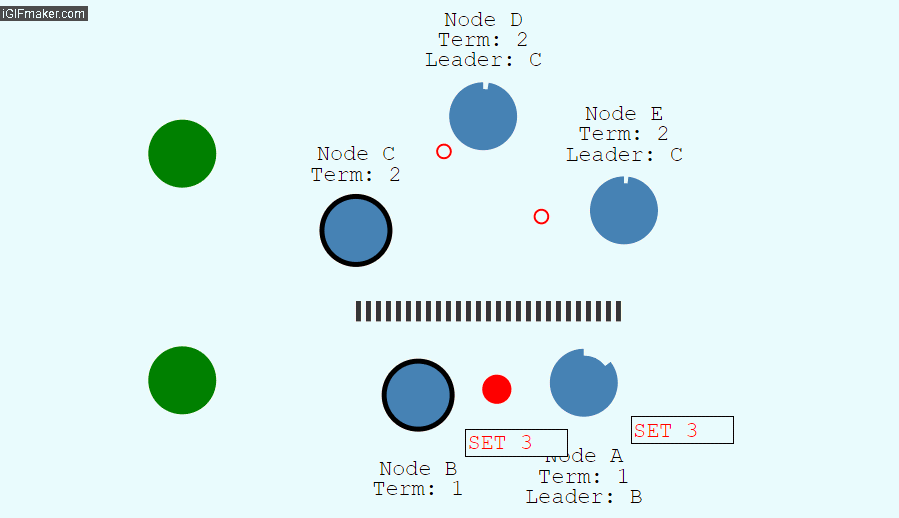 iGIFmaker.com
Node D
Term: 2
Leader: C
Node E
Term: 2
Leader: C
Node C
Term: 2
SET 3
SET 3
Node A
Term: 1
Leader: B
Node B
Term: 1